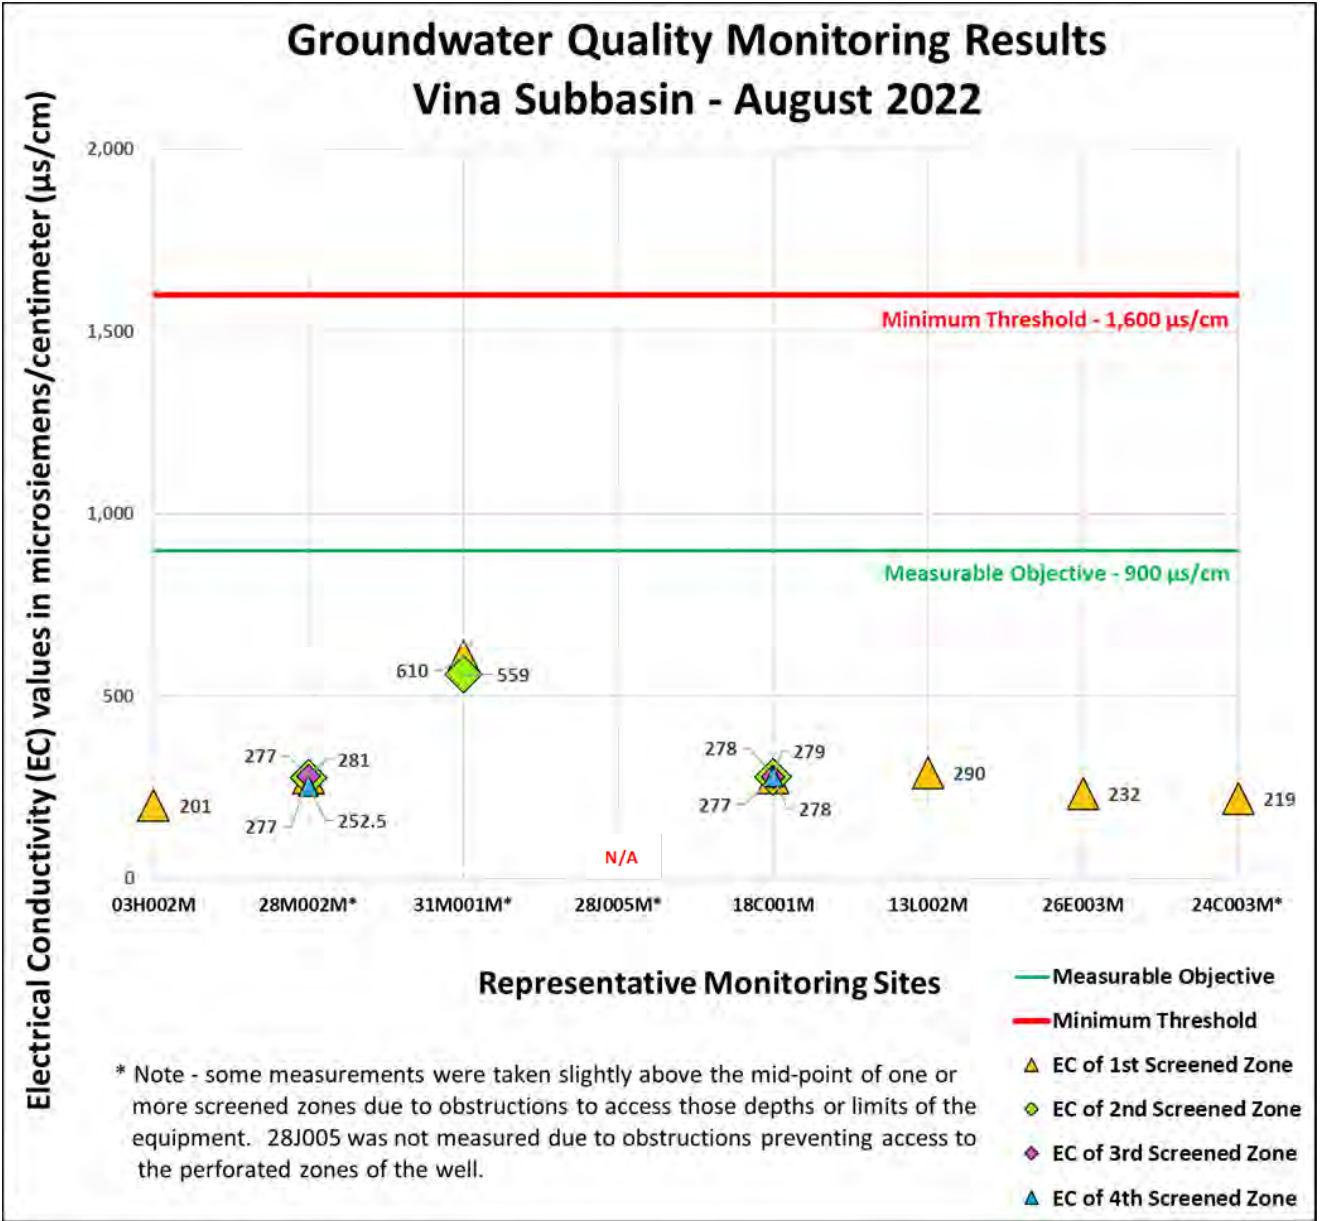 Groundwater Quality Monitoring Results
Vina Subbasin - August 2022
Electrical Conductivity (EC) values in microsiemens/centimeter (µs/cm)
2,000
1,500
1,000
500
0
Minimum Threshold - 1,600 µs/cm
Measurable Objective - 900 µs/cm
201
277
281
277
252.5
610
559
N/A
278
279
277
278
290
232
219
03H002M
28M002M*
31M001M*
28J005M*
18C001M
13L002M
26E003M
24C003M*
Representative Monitoring Sites
Measurable Objective
Minimum Threshold
EC of 1st Screened Zone
EC of 2nd Screened Zone
EC of 3rd Screened Zone
EC of 4th Screened Zone
* Note - some measurements were taken slightly above the mid-point of one or
more screened zones due to obstructions to access those depths or limits of the
equipment. 28J005 was not measured due to obstructions preventing access to
the perforated zones of the well.